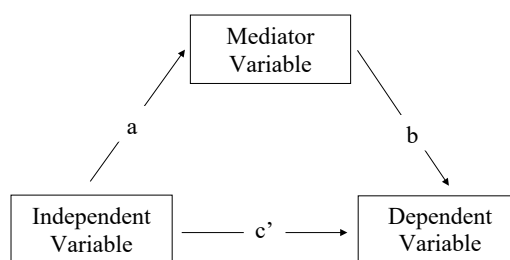 Mediator
Variable
a
b
Independent
Variable
c’
Dependent
Variable